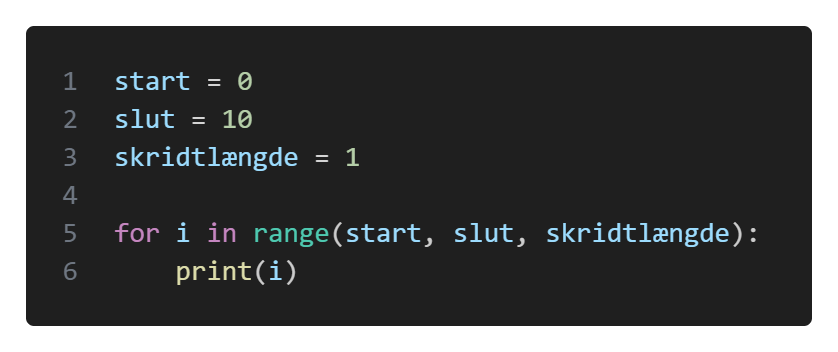 1 start = 0
2 slut = 10
3 skridtlængde = 1
4
5 for i in range(start, slut, skridtlængde):
6     print(i)